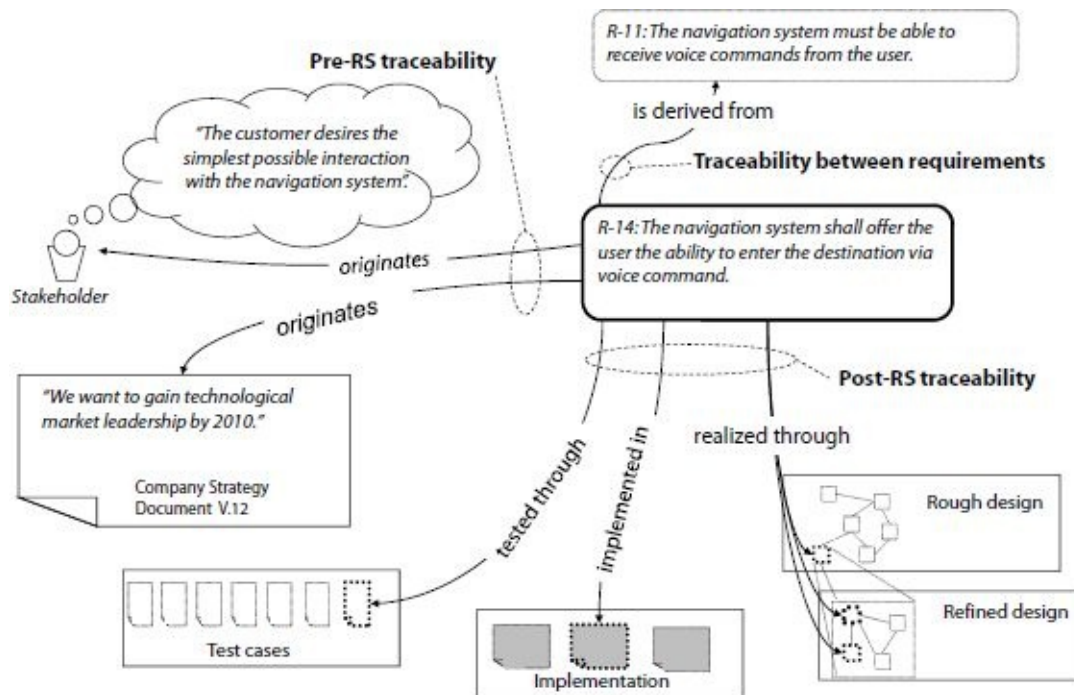 R-11: The navigation system must be able to
receive voice commands from the user.
Pre-RS traceability
is derived from
"The customer desires the
simplest possible interaction
with the navigation system".
Traceability between requirements
R-14: The navigation system shall offer the
user the ability to enter the destination via
voice command.
originates
Stakeholder
originates
Post-RS traceability
"We want to gain technological
market leadership by 2010."
Company Strategy
Document V.12
tested through
implemented in
realized through
Rough design
Refined design
Test cases
Implementation